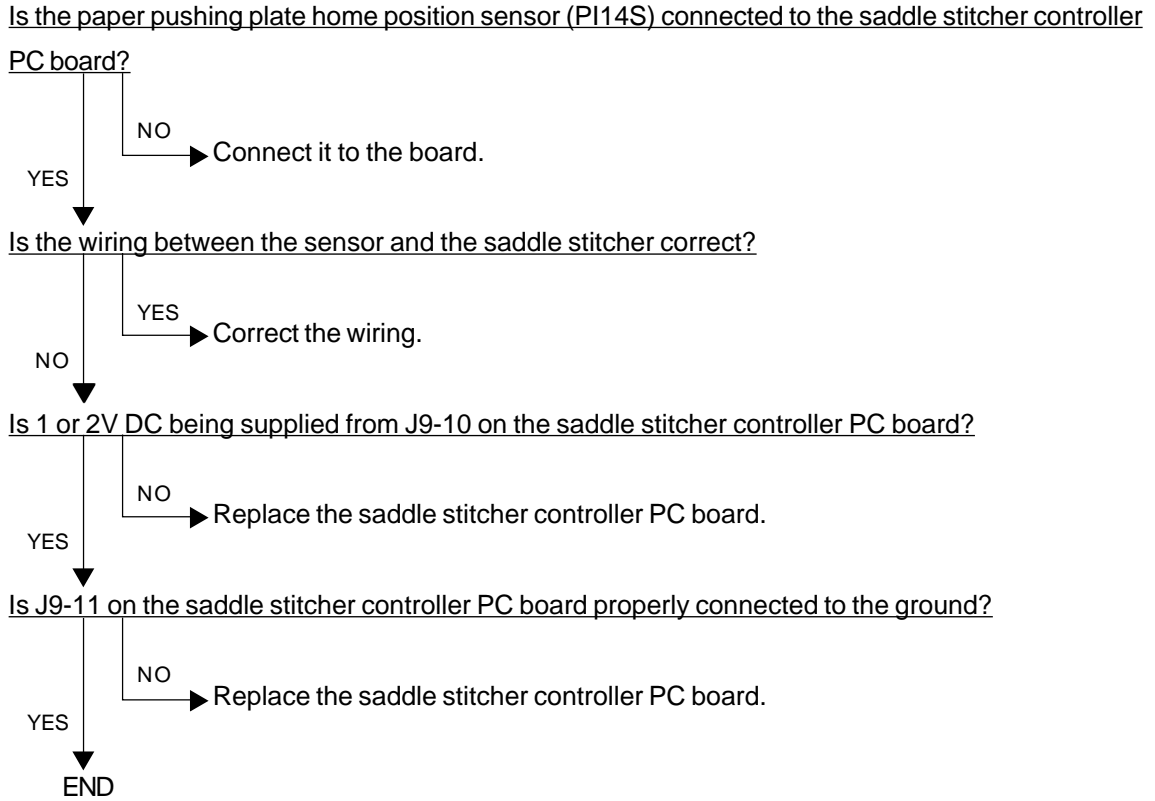 Is the paper pushing plate home position sensor (PI14S) connected to the saddle stitcher controller
PC board?
NO
Connect it to the board.
YES
Is the wiring between the sensor and the saddle stitcher correct?
YES
Correct the wiring.
NO
Is 1 or 2V DC being supplied from J9-10 on the saddle stitcher controller PC board?
NO
Replace the saddle stitcher controller PC board.
YES
Is J9-11 on the saddle stitcher controller PC board properly connected to the ground?
NO
Replace the saddle stitcher controller PC board.
YES
END